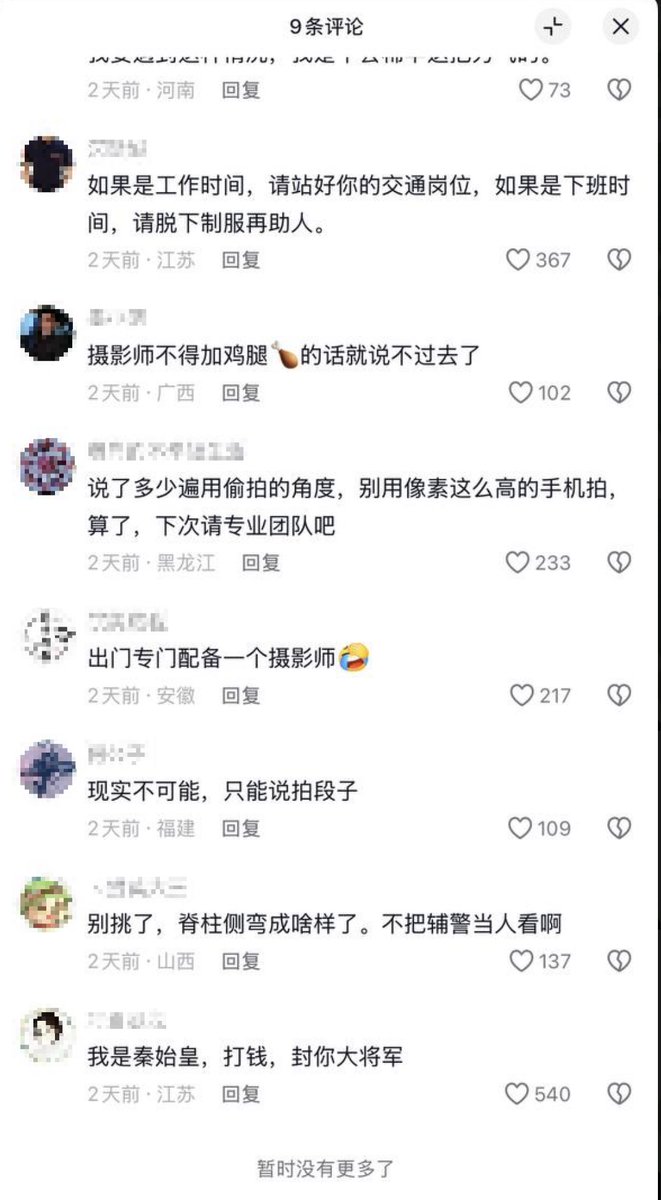 9条评论
2天前·河南 回复 73
如果是工作时间，请站好你的交通岗位，如果是下班时
间，请脱下制服再助人。
2天前·江苏 回复 367
摄影师不得加鸡腿🍗的话就说不过去了
2天前·广西 回复 102
说了多少遍用偷拍的角度，别用像素这么高的手机拍，
算了，下次请专业团队吧
2天前·黑龙江 回复 233
出门专门配备一个摄影师🤣
2天前·安徽 回复 217
现实不可能，只能说拍段子
2天前·福建 回复 109
别挑了，脊柱侧弯成啥样了。不把辅警当人看啊
2天前·山西 回复 137
我是秦始皇，打钱，封你大将军
2天前·江苏 回复 540
暂时没有更多了